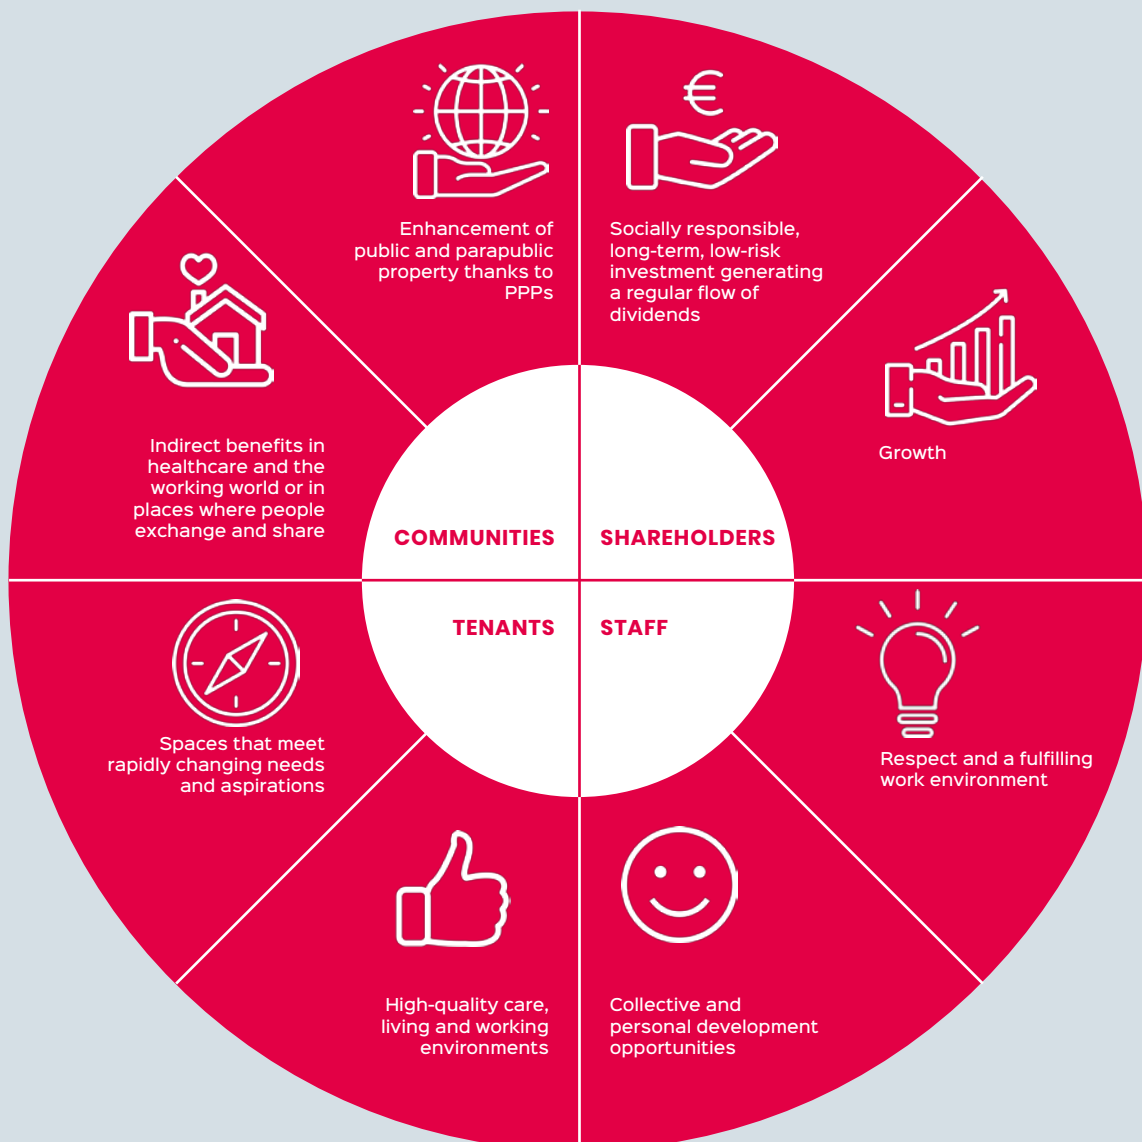 Enhancement of
public and parapublic
property thanks to
PPPs
€
Socially responsible,
long-term, low-risk
investment generating
a regular flow of
dividends
Indirect benefits in
healthcare and the
working world or in
places where people
exchange and share
Growth
COMMUNITIES
SHAREHOLDERS
TENANTS
STAFF
Spaces that meet
rapidly changing needs
and aspirations
Respect and a fulfilling
work environment
High-quality care,
living and working
environments
Collective and
personal development
opportunities